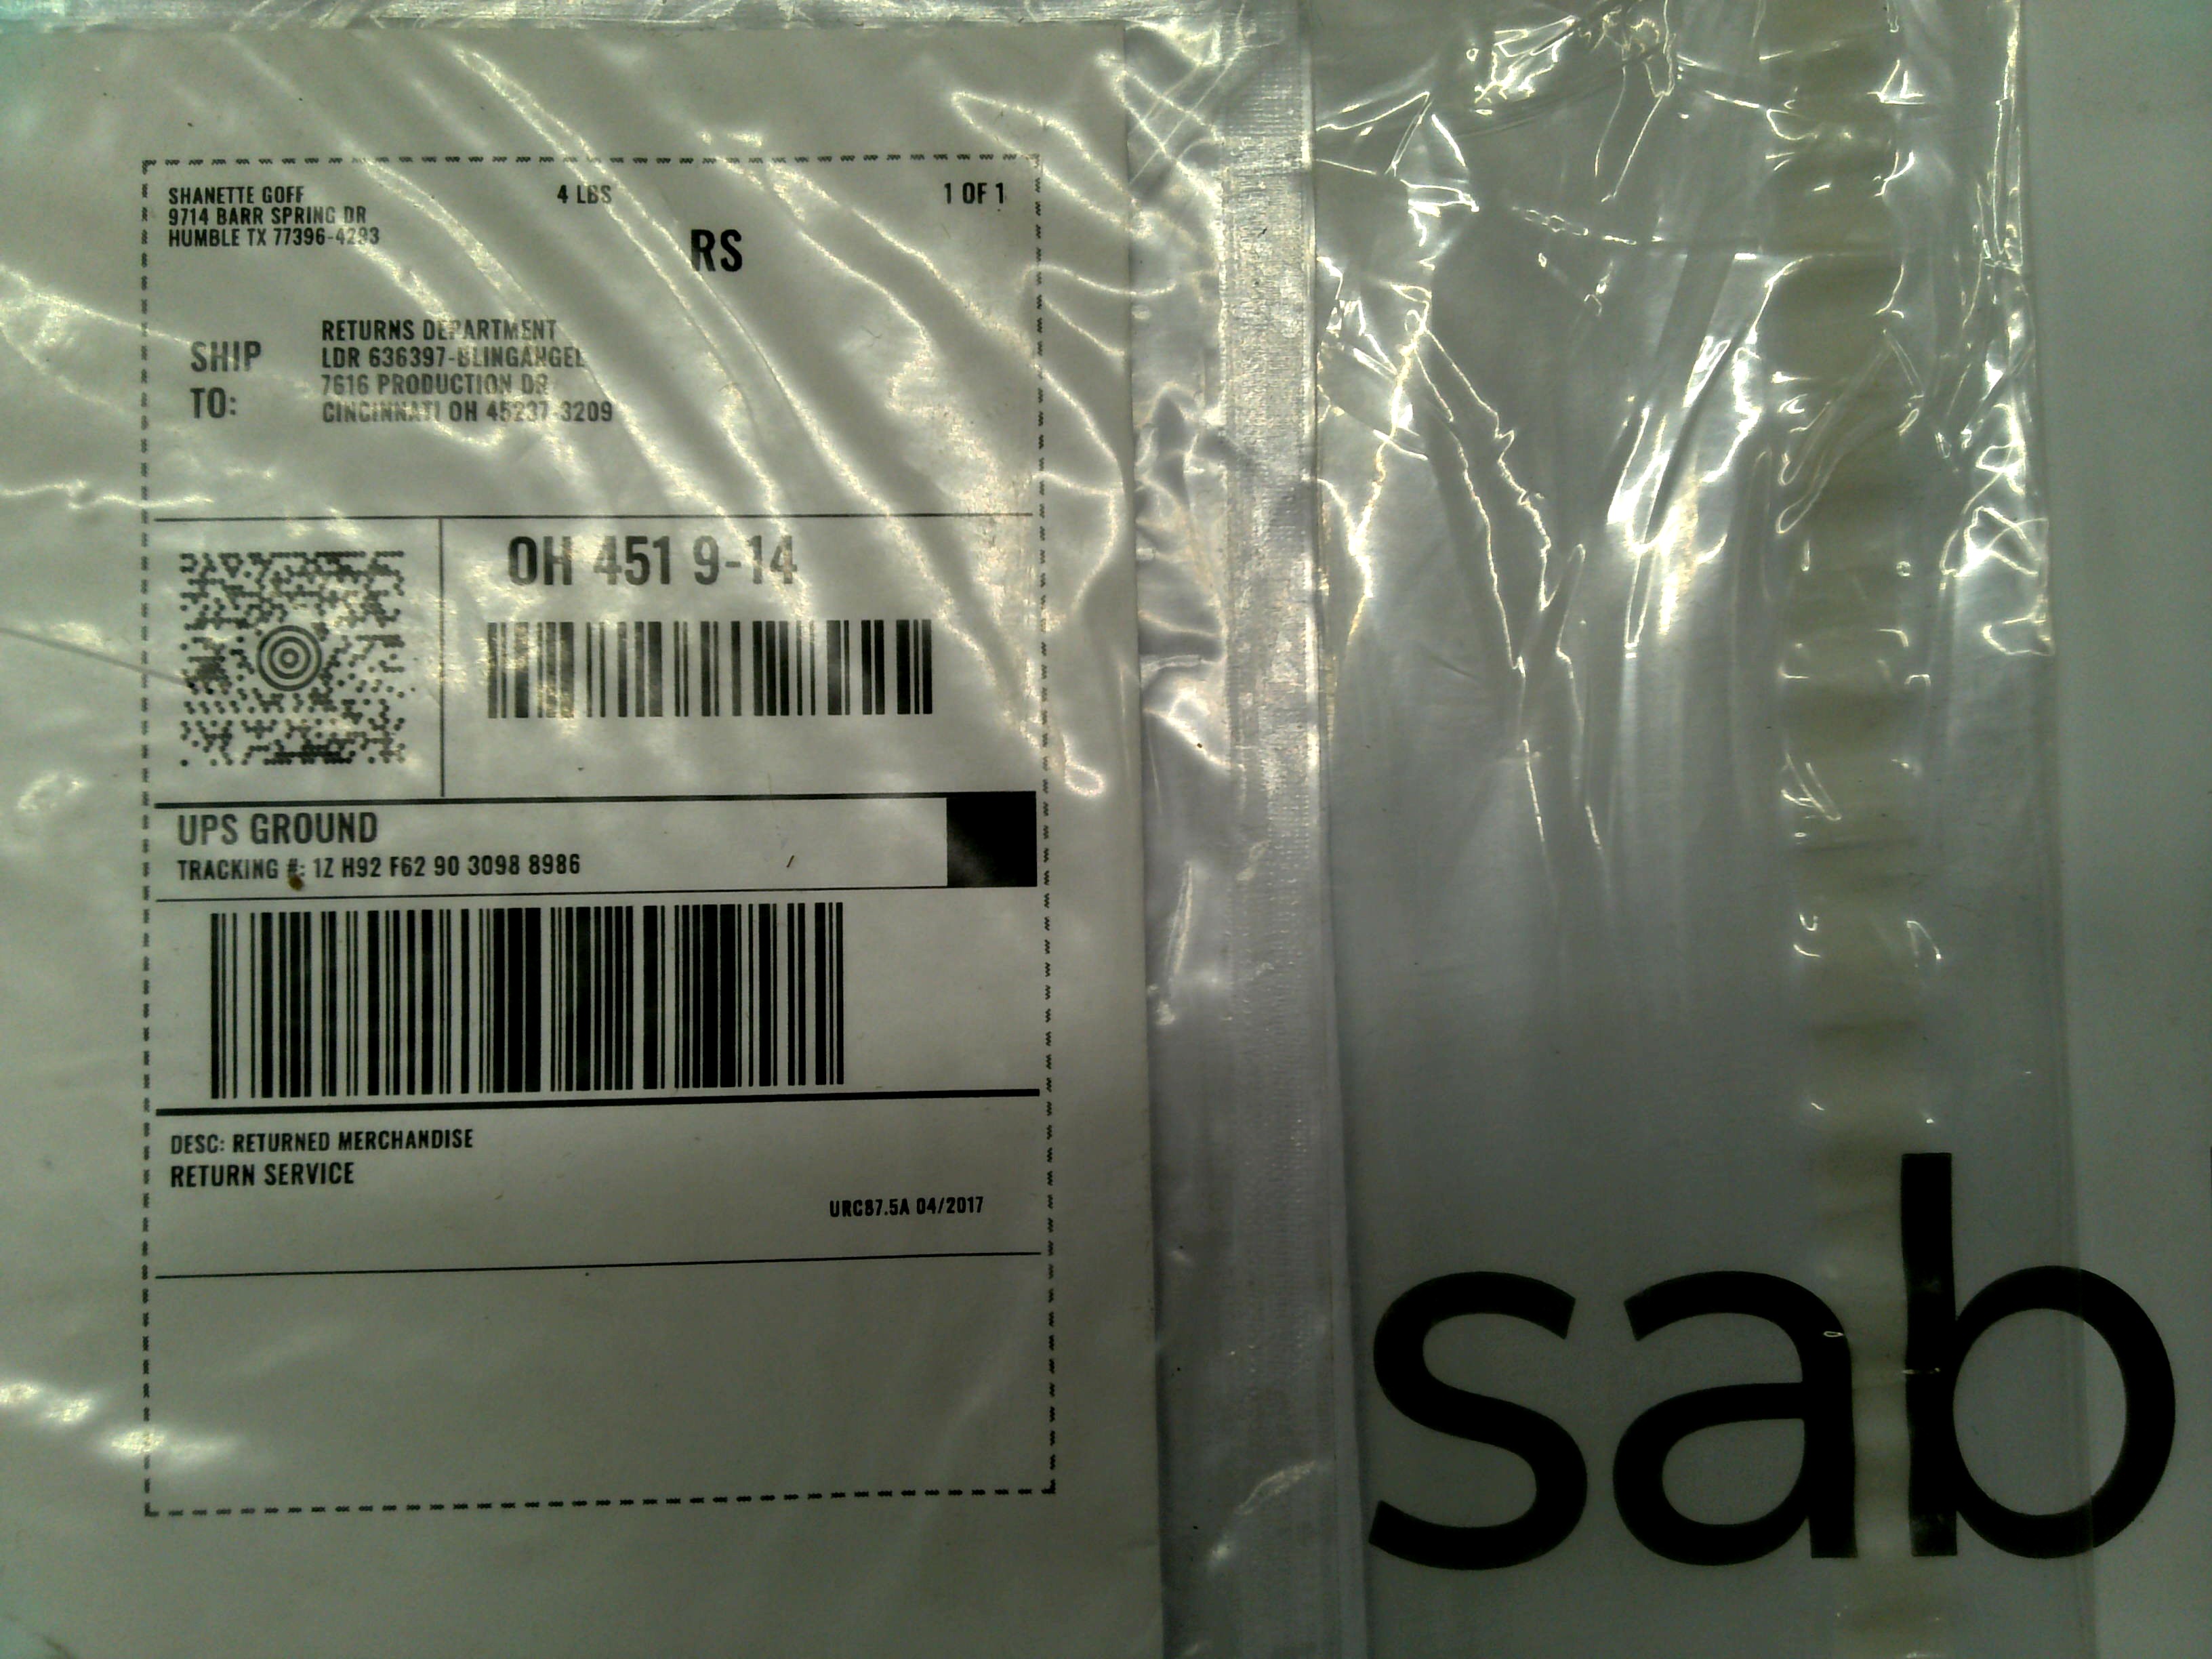 SHANETTE GOFF
9714 BARR SPRING DR
HUMBLE TX 77396-4293
4 LBS
1 OF 1
RS
SHIP TO:
RETURNS DEPARTMENT
LDR 636397-BLINGANGEL
7616 PRODUCTION DR
CINCINNATI OH 45237-3209
OH 451 9-14
UPS GROUND
TRACKING #: 1Z H92 F62 90 3098 8986
DESC: RETURNED MERCHANDISE
RETURN SERVICE
URC87.5A 04/2017
sab